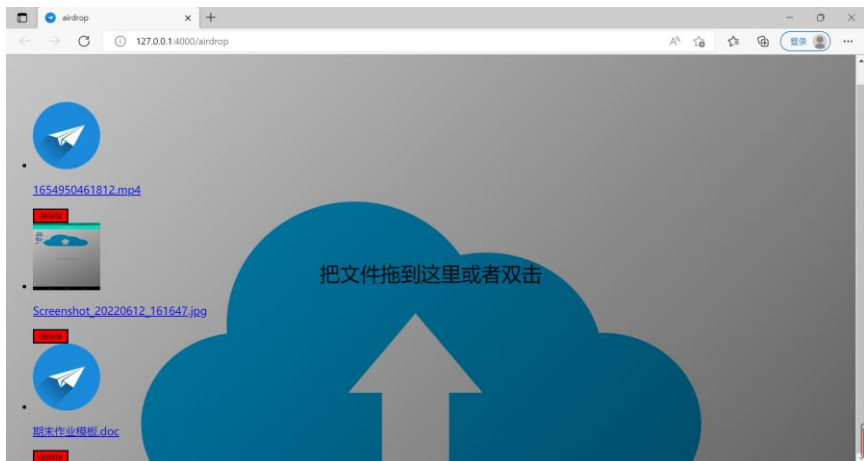 airdrop
127.0.0.1:4000/airdrop
登录
1654950461812.mp4
delete
把文件拖到这里或者双击
Screenshot_20220612_161647.jpg
delete
期末作业模板.doc
delete